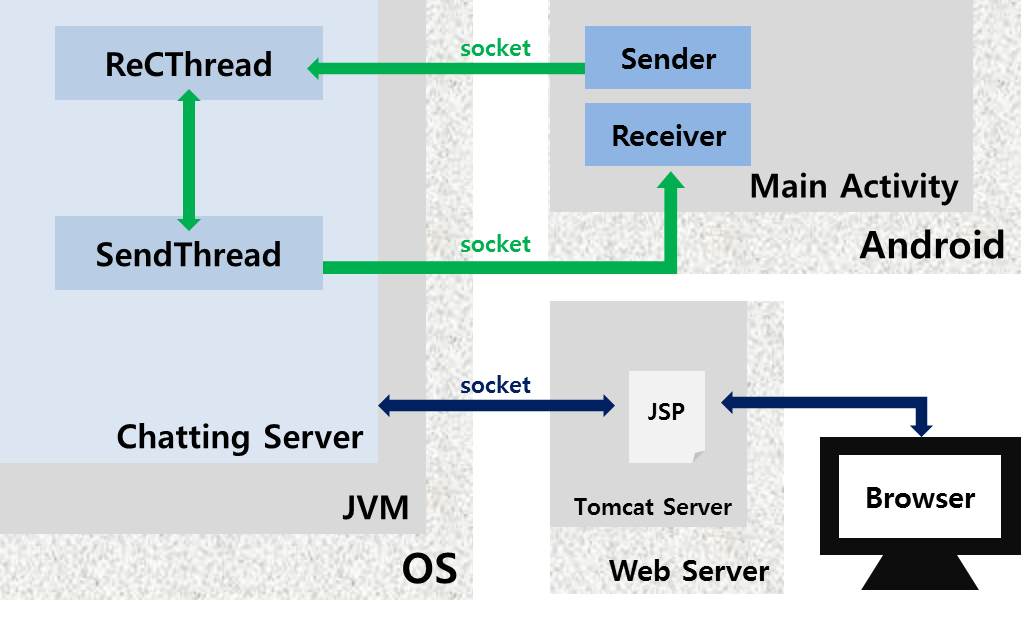 ReCThread
socket
Sender
Receiver
Main Activity
SendThread
socket
Android
socket
JSP
Chatting Server
Browser
JVM
Tomcat Server
OS
Web Server